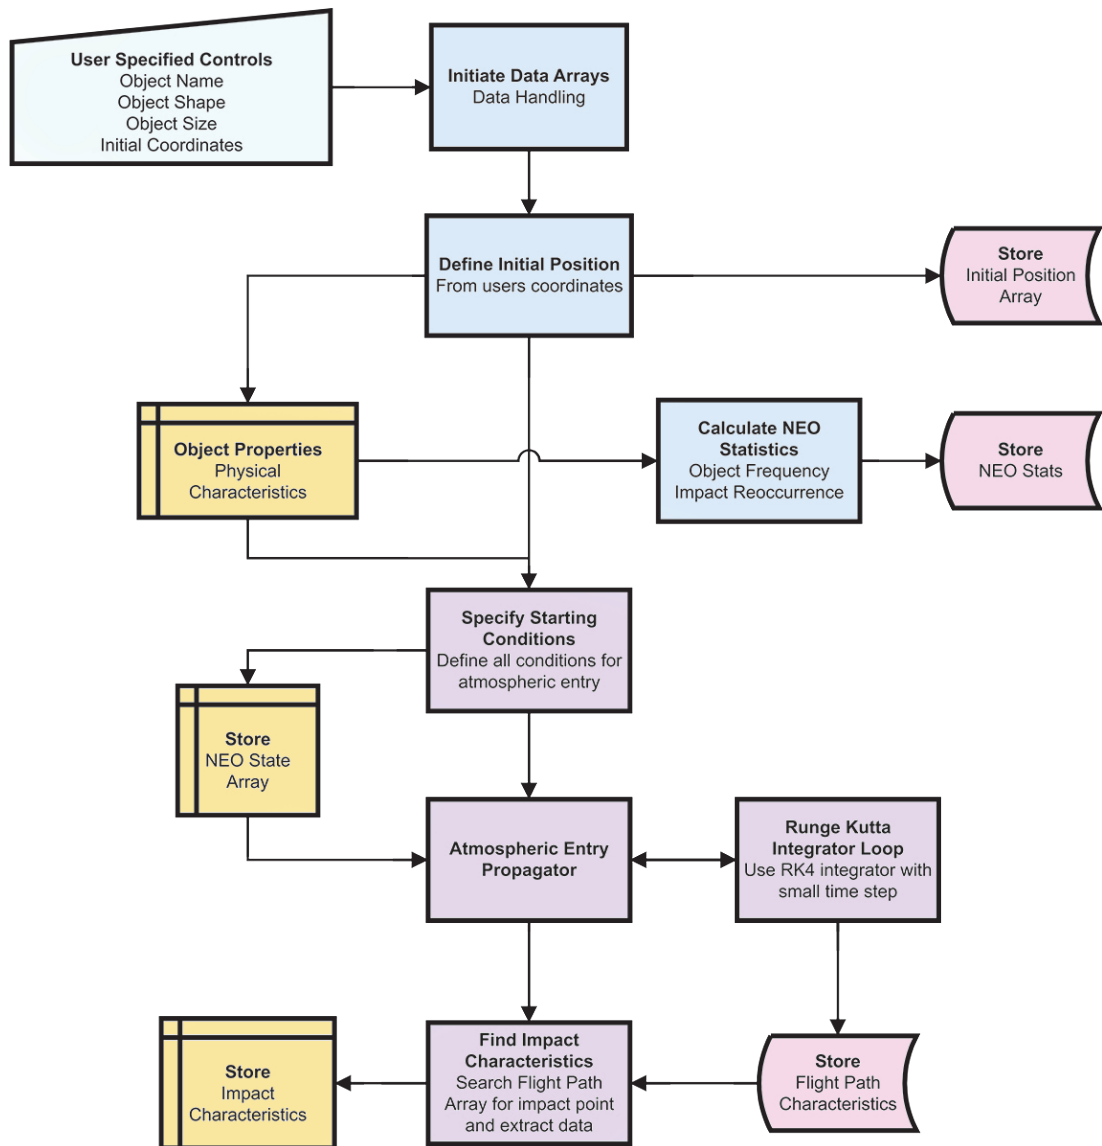 User Specified Controls
Object Name
Object Shape
Object Size
Initial Coordinates
Initiate Data Arrays
Data Handling
Define Initial Position
From users coordinates
Store
Initial Position
Array
Object Properties
Physical
Characteristics
Calculate NEO
Statistics
Object Frequency
Impact Reoccurrence
Store
NEO Stats
Specify Starting
Conditions
Define all conditions for
atmospheric entry
Store
NEO State
Array
Atmospheric Entry
Propagator
Runge Kutta
Integrator Loop
Use RK4 integrator with
small time step
Store
Impact
Characteristics
Find Impact
Characteristics
Search Flight Path
Array for impact point
and extract data
Store
Flight Path
Characteristics